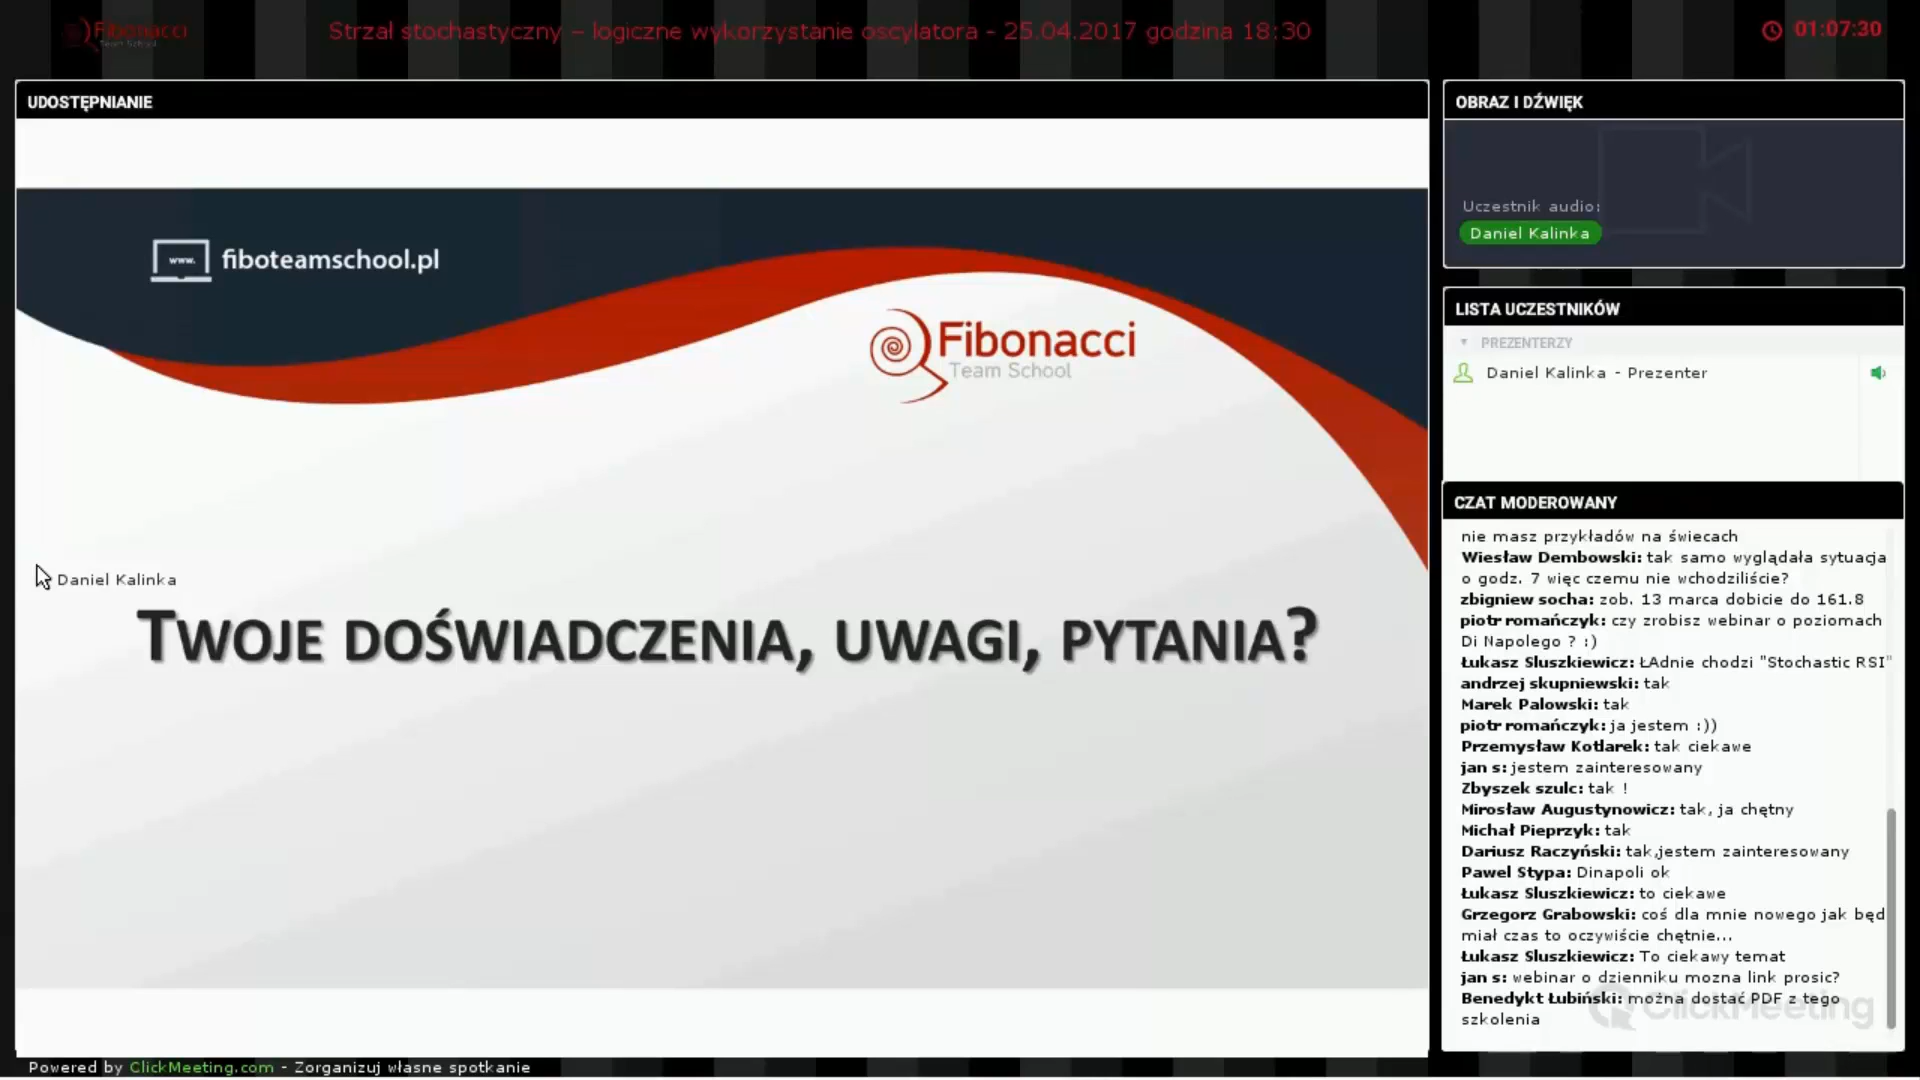 Fibonacci
Team School
Strzał stochastyczny – logiczne wykorzystanie oscylatora - 25.04.2017 godzina 18:30
01:07:30
UDOSTĘPNIANIE
www.
fiboteamschool.pl
Fibonacci
Team School
Daniel Kalinka
TWOJE DOŚWIADCZENIA, UWAGI, PYTANIA?
OBRAZ I DŹWIĘK
Uczestnik audio:
Daniel Kalinka
LISTA UCZESTNIKÓW
PREZENTERZY
Daniel Kalinka - Prezenter
CZAT MODEROWANY
nie masz przykładów na świecach
Wiesław Dembowski: tak samo wyglądała sytuacja
o godz. 7 więc czemu nie wchodziliście?
zbigniew socha: zob. 13 marca dobicie do 161.8
piotr romańczyk: czy zrobisz webinar o poziomach
Di Napolego ? :)
Łukasz Sluszkiewicz: ŁAdnie chodzi "Stochastic RSI"
andrzej skupniewski: tak
Marek Palowski: tak
piotr romańczyk: ja jestem :))
Przemysław Kotlarek: tak ciekawe
jan s: jestem zainteresowany
Zbyszek szulc: tak !
Mirosław Augustynowicz: tak, ja chętny
Michał Pieprzyk: tak
Dariusz Raczyński: tak,jestem zainteresowany
Pawel Stypa: Dinapoli ok
Łukasz Sluszkiewicz: to ciekawe
Grzegorz Grabowski: coś dla mnie nowego jak będ
miał czas to oczywiście chętnie...
Łukasz Sluszkiewicz: To ciekawy temat
jan s: webinar o dzienniku mozna link prosic?
Benedykt Łubiński: można dostać PDF z tego
szkolenia
ClickMeeting
Powered by ClickMeeting.com - Zorganizuj własne spotkanie